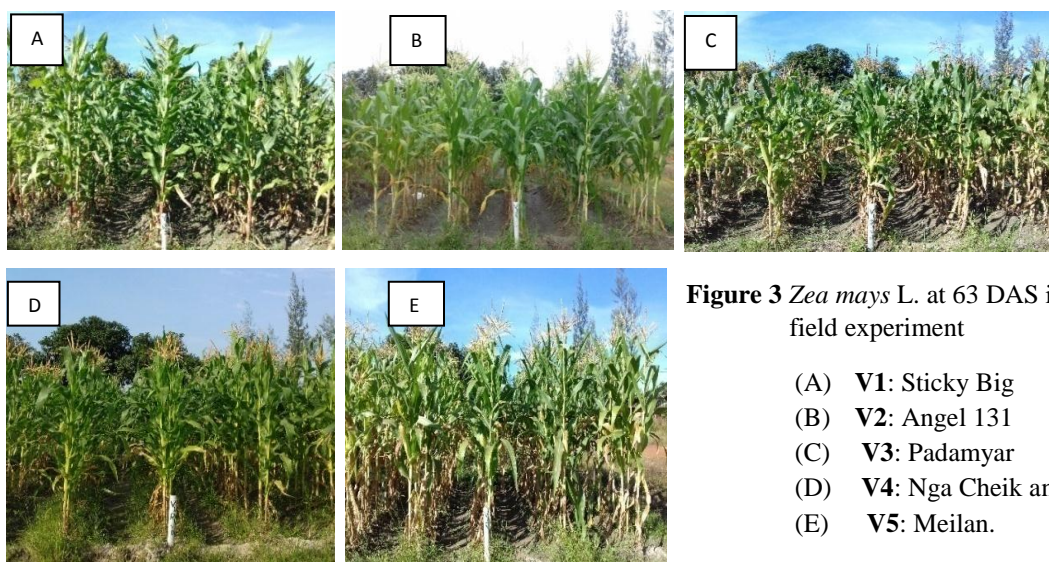 A
B
C
D
E
Figure 3 Zea mays L. at 63 DAS i
field experiment
(A) V1: Sticky Big
(B) V2: Angel 131
(C) V3: Padamyar
(D) V4: Nga Cheik
(E) V5: Meilan.